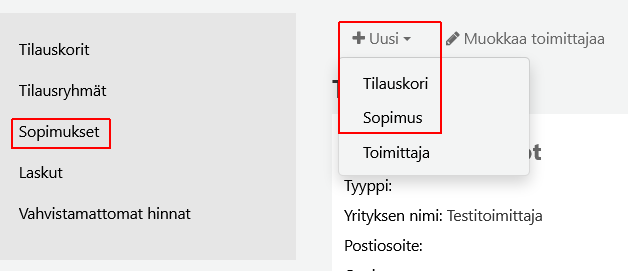 Tilauskorit
Tilausryhmät
Sopimukset
Laskut
Vahvistamattomat hinnat
Uusi
Muokkaa toimittajaa
Tilauskori
Sopimus
Toimittaja
Tyyppi:
Yrityksen nimi: Testitoimittaja
Postiosoite: